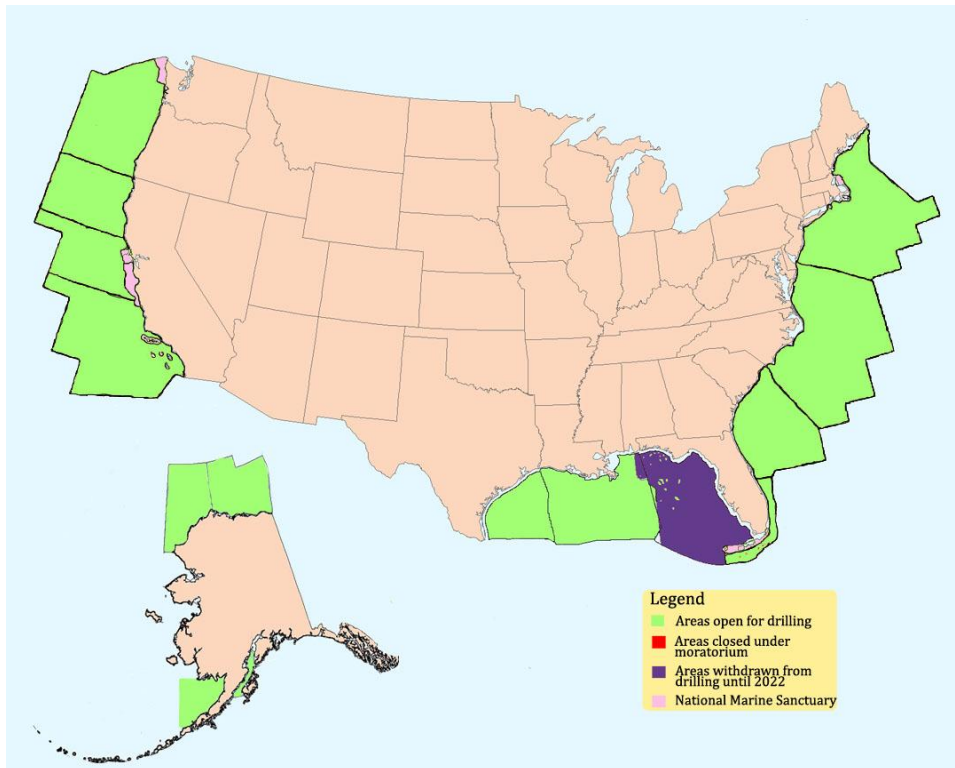 Legend
Areas open for drilling
Areas closed under
moratorium
Areas withdrawn from
drilling until 2022
National Marine Sanctuary